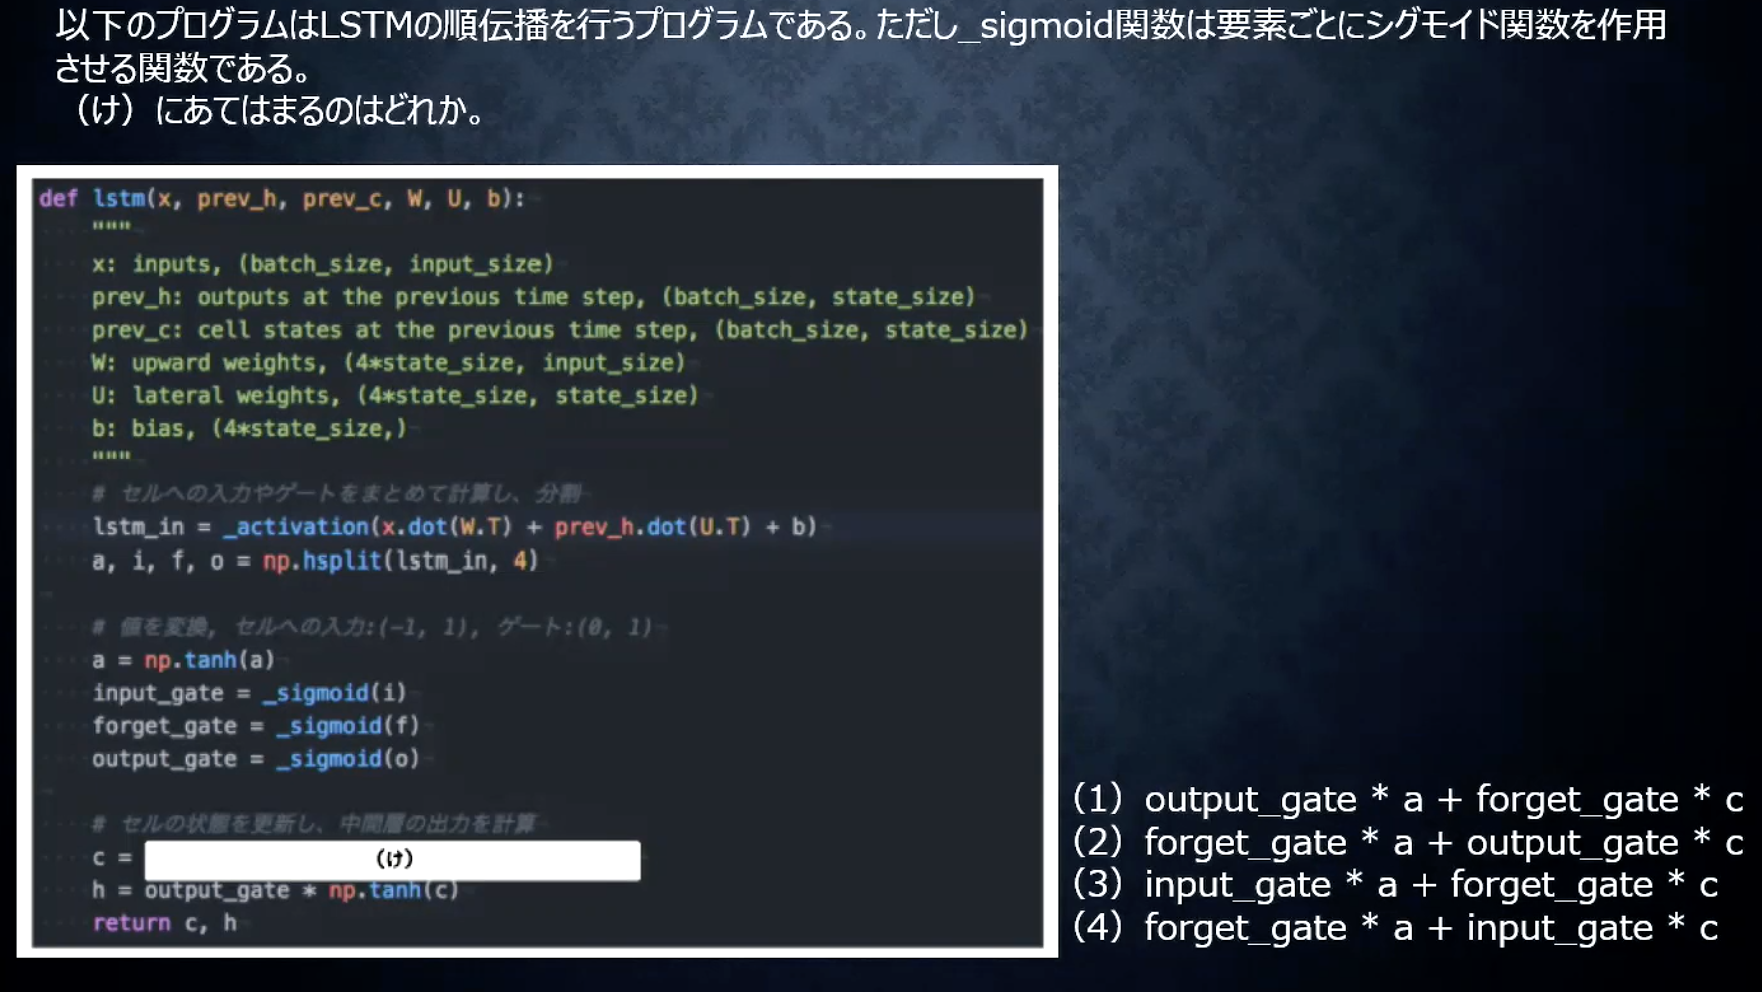 以下のプログラムはLSTMの順伝播を行うプログラムである。ただし_sigmoid関数は要素ごとにシグモイド関数を作用
させる関数である。
（け）にあてはまるのはどれか。
def lstm(x, prev_h, prev_c, W, U, b):
"""
x: inputs, (batch_size, input_size)
prev_h: outputs at the previous time step, (batch_size, state_size)
prev_c: cell states at the previous time step, (batch_size, state_size)
W: upward weights, (4*state_size, input_size)
U: lateral weights, (4*state_size, state_size)
b: bias, (4*state_size,)
"""
# セルへの入力やゲートをまとめて計算し、分割
lstm_in = _activation(x.dot(W.T) + prev_h.dot(U.T) + b)
a, i, f, o = np.hsplit(lstm_in, 4)
# 値を変換, セルへの入力:(-1, 1), ゲート:(0, 1)
a = np.tanh(a)
input_gate = _sigmoid(i)
forget_gate = _sigmoid(f)
output_gate = _sigmoid(o)
# セルの状態を更新し、中間層の出力を計算
c = （け）
h = output_gate * np.tanh(c)
return c, h
（1）output_gate * a + forget_gate * c
（2）forget_gate * a + output_gate * c
（3）input_gate * a + forget_gate * c
（4）forget_gate * a + input_gate * c